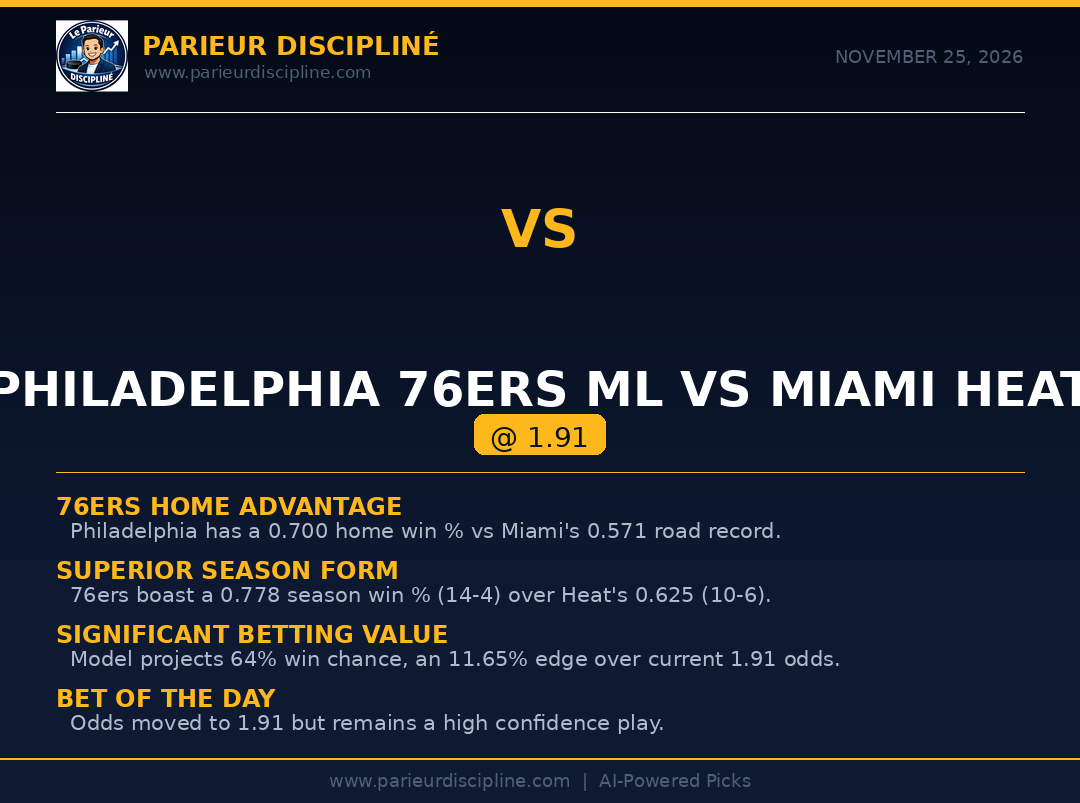 Le Parieur
DISCIPLINÉ
PARIEUR DISCIPLINÉ
www.parieurdiscipline.com
NOVEMBER 25, 2026
VS
PHILADELPHIA 76ERS ML VS MIAMI HEAT
@ 1.91
76ERS HOME ADVANTAGE
Philadelphia has a 0.700 home win % vs Miami's 0.571 road record.
SUPERIOR SEASON FORM
76ers boast a 0.778 season win % (14-4) over Heat's 0.625 (10-6).
SIGNIFICANT BETTING VALUE
Model projects 64% win chance, an 11.65% edge over current 1.91 odds.
BET OF THE DAY
Odds moved to 1.91 but remains a high confidence play.
www.parieurdiscipline.com | AI-Powered Picks